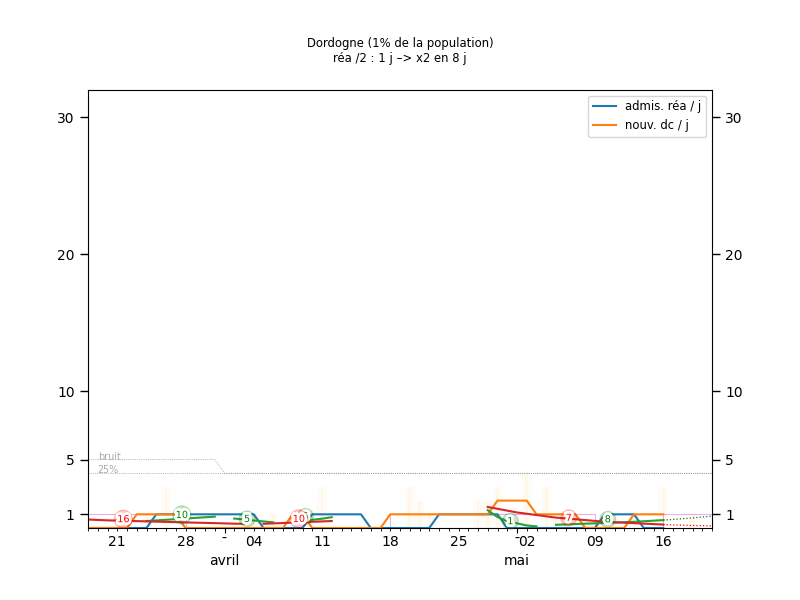 Dordogne (1% de la population)
réa /2 : 1 j –> x2 en 8 j
admis. réa / j
nouv. dc / j
30 30
20 20
10 10
5 5
1 1
bruit
25%
16 10 5 10 1 7 8
21 28 - 04 11 18 25 - 02 09 16
avril mai